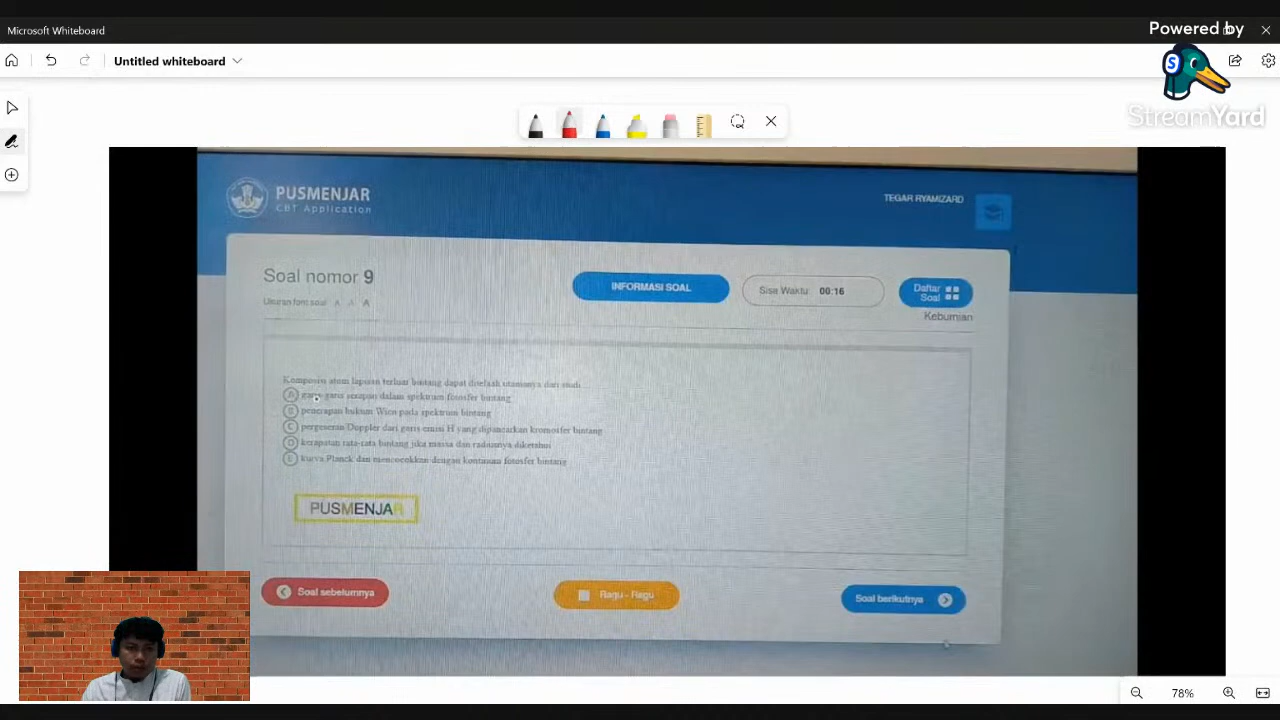 Microsoft Whiteboard
Powered by
Untitled whiteboard
S
StreamYard
PUSMENJAR
CBT Application
TEGAR RYAMIZARD
Soal nomor 9
INFORMASI SOAL
Sisa Waktu 00:16
Daftar
Soal
Ukuran font soal A A A
Kebumian
Komposisi atom lapisan terluar bintang dapat ditelaah utamanya dari studi
A garis-garis serapan dalam spektrum fotosfer bintang
B penerapan hukum Wien pada spektrum bintang
C pergeseran Doppler dari garis emisi H yang dipancarkan kromosfer bintang
D kerapatan rata-rata bintang jika massa dan radiusnya diketahui
E kurva Planck dan mencocokkan dengan kontinum fotosfer bintang
PUSMENJAR
Soal sebelumnya
Ragu - Ragu
Soal berikutnya
78%